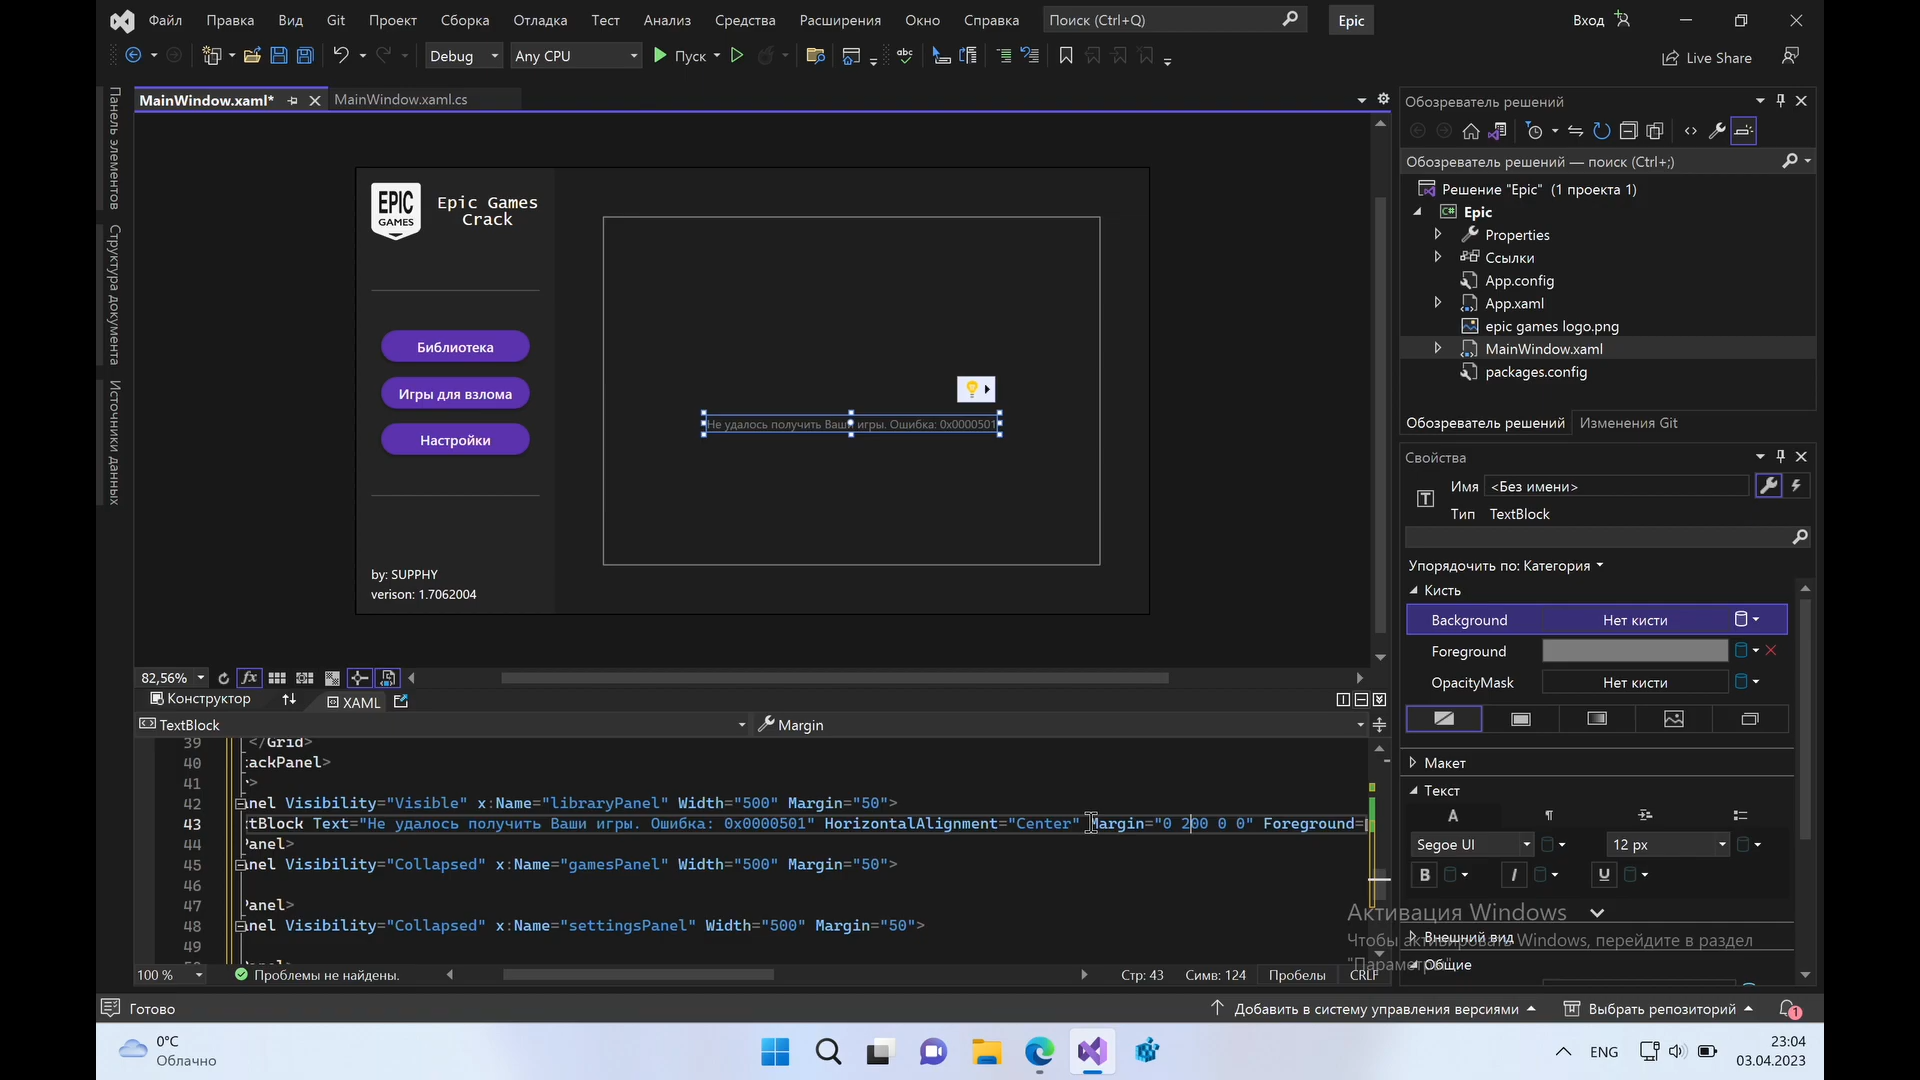 Файл Правка Вид Git Проект Сборка Отладка Тест Анализ Средства Расширения Окно Справка Поиск (Ctrl+Q) Epic Вход
Debug Any CPU Пуск Live Share
MainWindow.xaml* MainWindow.xaml.cs
Панель элементов
Структура документа
Источники данных
EPIC
GAMES
Epic Games
Crack
Библиотека
Игры для взлома
Настройки
by: SUPPHY
verison: 1.7062004
Не удалось получить Ваши игры. Ошибка: 0x0000501
82,56% fx
Конструктор XAML
TextBlock Margin
39 </Grid>
40 ackPanel>
41 >
42 anel Visibility="Visible" x:Name="libraryPanel" Width="500" Margin="50">
43 xtBlock Text="Не удалось получить Ваши игры. Ошибка: 0x0000501" HorizontalAlignment="Center" Margin="0 200 0 0" Foreground=
44 Panel>
45 anel Visibility="Collapsed" x:Name="gamesPanel" Width="500" Margin="50">
46
47 Panel>
48 anel Visibility="Collapsed" x:Name="settingsPanel" Width="500" Margin="50">
49
100 % Проблемы не найдены. Стр: 43 Симв: 124 Пробелы CRLF
Обозреватель решений
Обозреватель решений — поиск (Ctrl+;)
Решение "Epic" (1 проекта 1)
Epic
Properties
Ссылки
App.config
App.xaml
epic games logo.png
MainWindow.xaml
packages.config
Обозреватель решений Изменения Git
Свойства
Имя <Без имени>
Тип TextBlock
Упорядочить по: Категория
Кисть
Background Нет кисти
Foreground
OpacityMask Нет кисти
Макет
Текст
Segoe UI 12 px
B I U
Внешний вид
Общие
Активация Windows
Чтобы активировать Windows, перейдите в раздел
"Параметры".
Готово Добавить в систему управления версиями Выбрать репозиторий 1
0°C
Облачно
ENG
23:04
03.04.2023